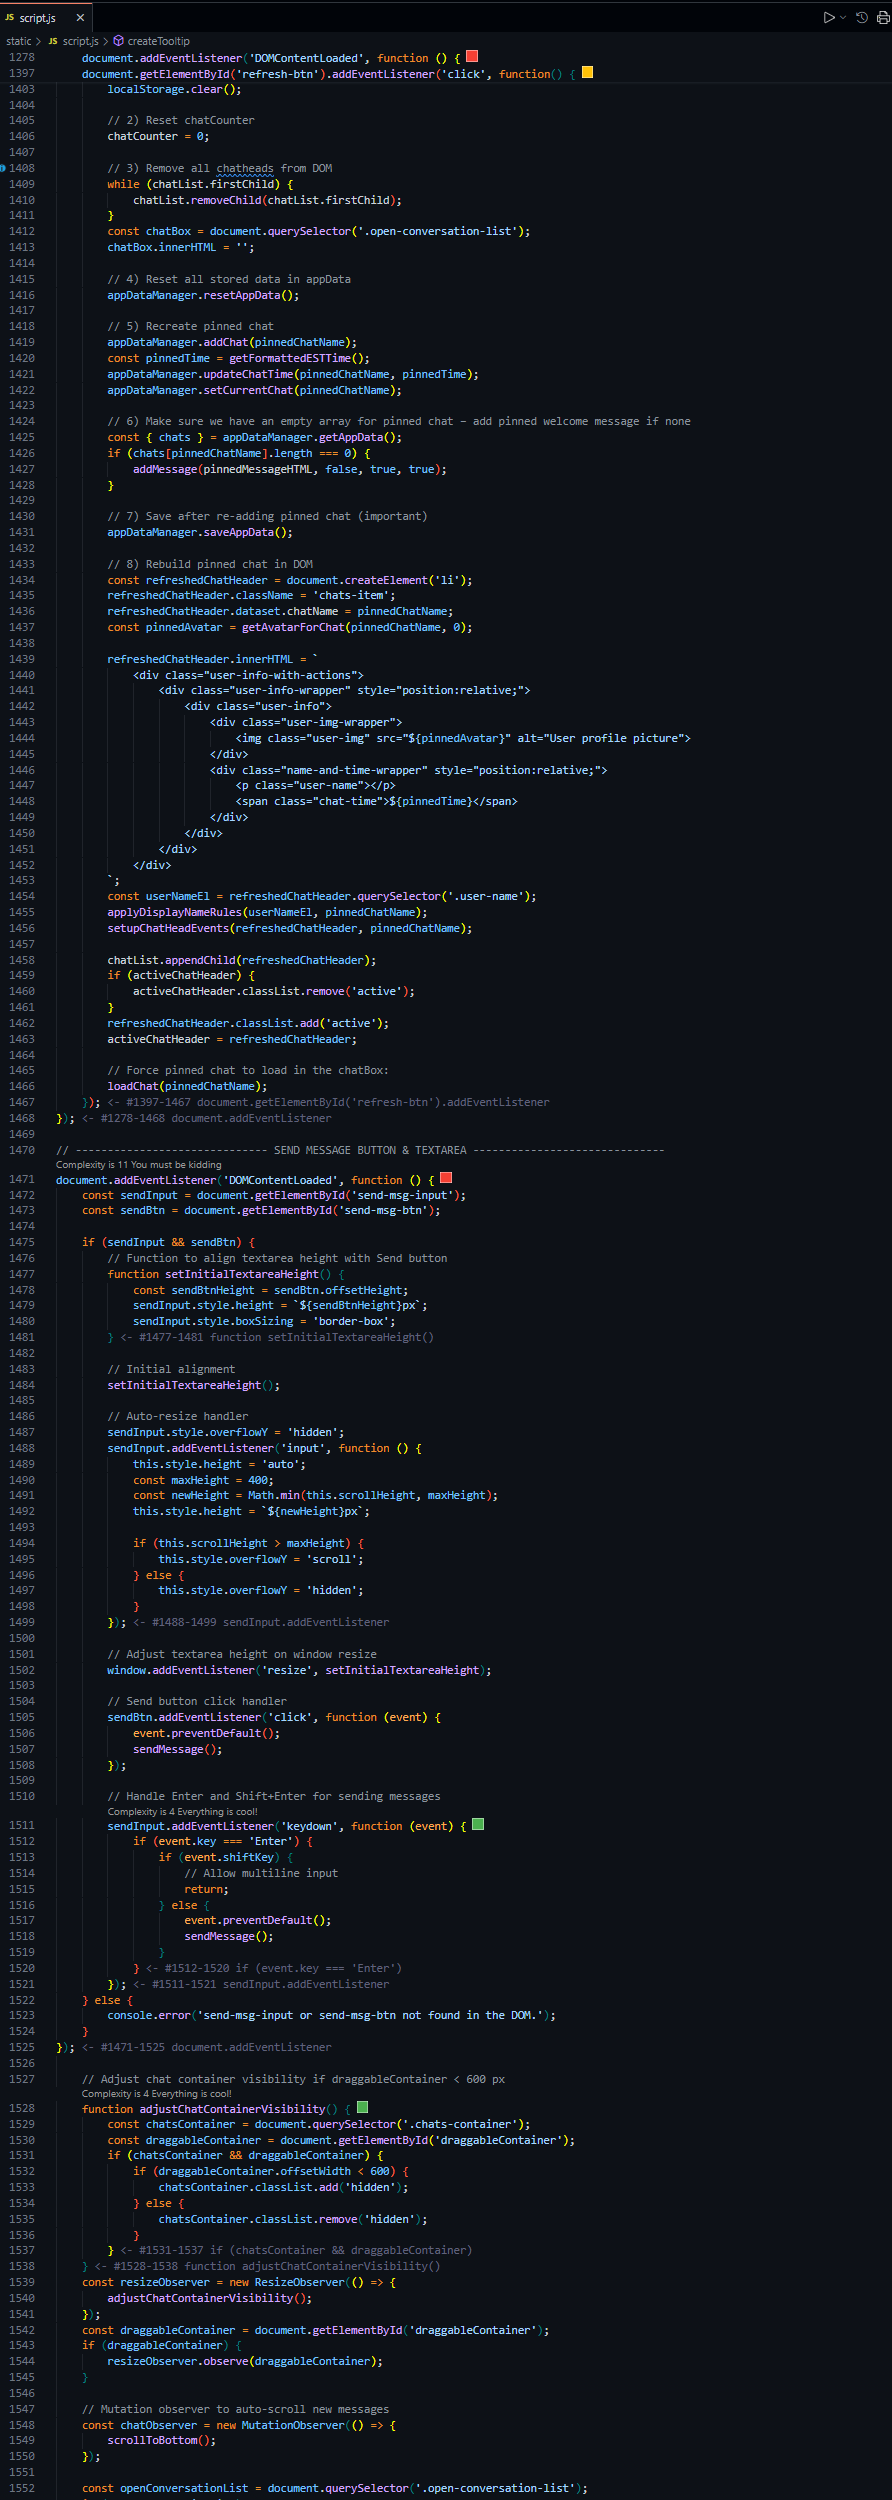 JS script.js ×
static > JS script.js > createTooltip
1278 document.addEventListener('DOMContentLoaded', function () {
1397 document.getElementById('refresh-btn').addEventListener('click', function() {
1403 localStorage.clear();
1404
1405 // 2) Reset chatCounter
1406 chatCounter = 0;
1407
1408 // 3) Remove all chatheads from DOM
1409 while (chatList.firstChild) {
1410 chatList.removeChild(chatList.firstChild);
1411 }
1412 const chatBox = document.querySelector('.open-conversation-list');
1413 chatBox.innerHTML = '';
1414
1415 // 4) Reset all stored data in appData
1416 appDataManager.resetAppData();
1417
1418 // 5) Recreate pinned chat
1419 appDataManager.addChat(pinnedChatName);
1420 const pinnedTime = getFormattedESTTime();
1421 appDataManager.updateChatTime(pinnedChatName, pinnedTime);
1422 appDataManager.setCurrentChat(pinnedChatName);
1423
1424 // 6) Make sure we have an empty array for pinned chat – add pinned welcome message if none
1425 const { chats } = appDataManager.getAppData();
1426 if (chats[pinnedChatName].length === 0) {
1427 addMessage(pinnedMessageHTML, false, true, true);
1428 }
1429
1430 // 7) Save after re-adding pinned chat (important)
1431 appDataManager.saveAppData();
1432
1433 // 8) Rebuild pinned chat in DOM
1434 const refreshedChatHeader = document.createElement('li');
1435 refreshedChatHeader.className = 'chats-item';
1436 refreshedChatHeader.dataset.chatName = pinnedChatName;
1437 const pinnedAvatar = getAvatarForChat(pinnedChatName, 0);
1438
1439 refreshedChatHeader.innerHTML = `
1440 <div class="user-info-with-actions">
1441 <div class="user-info-wrapper" style="position:relative;">
1442 <div class="user-info">
1443 <div class="user-img-wrapper">
1444 <img class="user-img" src="${pinnedAvatar}" alt="User profile picture">
1445 </div>
1446 <div class="name-and-time-wrapper" style="position:relative;">
1447 <p class="user-name"></p>
1448 <span class="chat-time">${pinnedTime}</span>
1449 </div>
1450 </div>
1451 </div>
1452 </div>
1453 `;
1454 const userNameEl = refreshedChatHeader.querySelector('.user-name');
1455 applyDisplayNameRules(userNameEl, pinnedChatName);
1456 setupChatHeadEvents(refreshedChatHeader, pinnedChatName);
1457
1458 chatList.appendChild(refreshedChatHeader);
1459 if (activeChatHeader) {
1460 activeChatHeader.classList.remove('active');
1461 }
1462 refreshedChatHeader.classList.add('active');
1463 activeChatHeader = refreshedChatHeader;
1464
1465 // Force pinned chat to load in the chatBox:
1466 loadChat(pinnedChatName);
1467 }); <- #1397-1467 document.getElementById('refresh-btn').addEventListener
1468 }); <- #1278-1468 document.addEventListener
1469
1470 // ------------------------------ SEND MESSAGE BUTTON & TEXTAREA ------------------------------
Complexity is 11 You must be kidding
1471 document.addEventListener('DOMContentLoaded', function () {
1472 const sendInput = document.getElementById('send-msg-input');
1473 const sendBtn = document.getElementById('send-msg-btn');
1474
1475 if (sendInput && sendBtn) {
1476 // Function to align textarea height with Send button
1477 function setInitialTextareaHeight() {
1478 const sendBtnHeight = sendBtn.offsetHeight;
1479 sendInput.style.height = `${sendBtnHeight}px`;
1480 sendInput.style.boxSizing = 'border-box';
1481 } <- #1477-1481 function setInitialTextareaHeight()
1482
1483 // Initial alignment
1484 setInitialTextareaHeight();
1485
1486 // Auto-resize handler
1487 sendInput.style.overflowY = 'hidden';
1488 sendInput.addEventListener('input', function () {
1489 this.style.height = 'auto';
1490 const maxHeight = 400;
1491 const newHeight = Math.min(this.scrollHeight, maxHeight);
1492 this.style.height = `${newHeight}px`;
1493
1494 if (this.scrollHeight > maxHeight) {
1495 this.style.overflowY = 'scroll';
1496 } else {
1497 this.style.overflowY = 'hidden';
1498 }
1499 }); <- #1488-1499 sendInput.addEventListener
1500
1501 // Adjust textarea height on window resize
1502 window.addEventListener('resize', setInitialTextareaHeight);
1503
1504 // Send button click handler
1505 sendBtn.addEventListener('click', function (event) {
1506 event.preventDefault();
1507 sendMessage();
1508 });
1509
1510 // Handle Enter and Shift+Enter for sending messages
Complexity is 4 Everything is cool!
1511 sendInput.addEventListener('keydown', function (event) {
1512 if (event.key === 'Enter') {
1513 if (event.shiftKey) {
1514 // Allow multiline input
1515 return;
1516 } else {
1517 event.preventDefault();
1518 sendMessage();
1519 }
1520 } <- #1512-1520 if (event.key === 'Enter')
1521 }); <- #1511-1521 sendInput.addEventListener
1522 } else {
1523 console.error('send-msg-input or send-msg-btn not found in the DOM.');
1524 }
1525 }); <- #1471-1525 document.addEventListener
1526
1527 // Adjust chat container visibility if draggableContainer < 600 px
Complexity is 4 Everything is cool!
1528 function adjustChatContainerVisibility() {
1529 const chatsContainer = document.querySelector('.chats-container');
1530 const draggableContainer = document.getElementById('draggableContainer');
1531 if (chatsContainer && draggableContainer) {
1532 if (draggableContainer.offsetWidth < 600) {
1533 chatsContainer.classList.add('hidden');
1534 } else {
1535 chatsContainer.classList.remove('hidden');
1536 }
1537 } <- #1531-1537 if (chatsContainer && draggableContainer)
1538 } <- #1528-1538 function adjustChatContainerVisibility()
1539 const resizeObserver = new ResizeObserver(() => {
1540 adjustChatContainerVisibility();
1541 });
1542 const draggableContainer = document.getElementById('draggableContainer');
1543 if (draggableContainer) {
1544 resizeObserver.observe(draggableContainer);
1545 }
1546
1547 // Mutation observer to auto-scroll new messages
1548 const chatObserver = new MutationObserver(() => {
1549 scrollToBottom();
1550 });
1551
1552 const openConversationList = document.querySelector('.open-conversation-list');